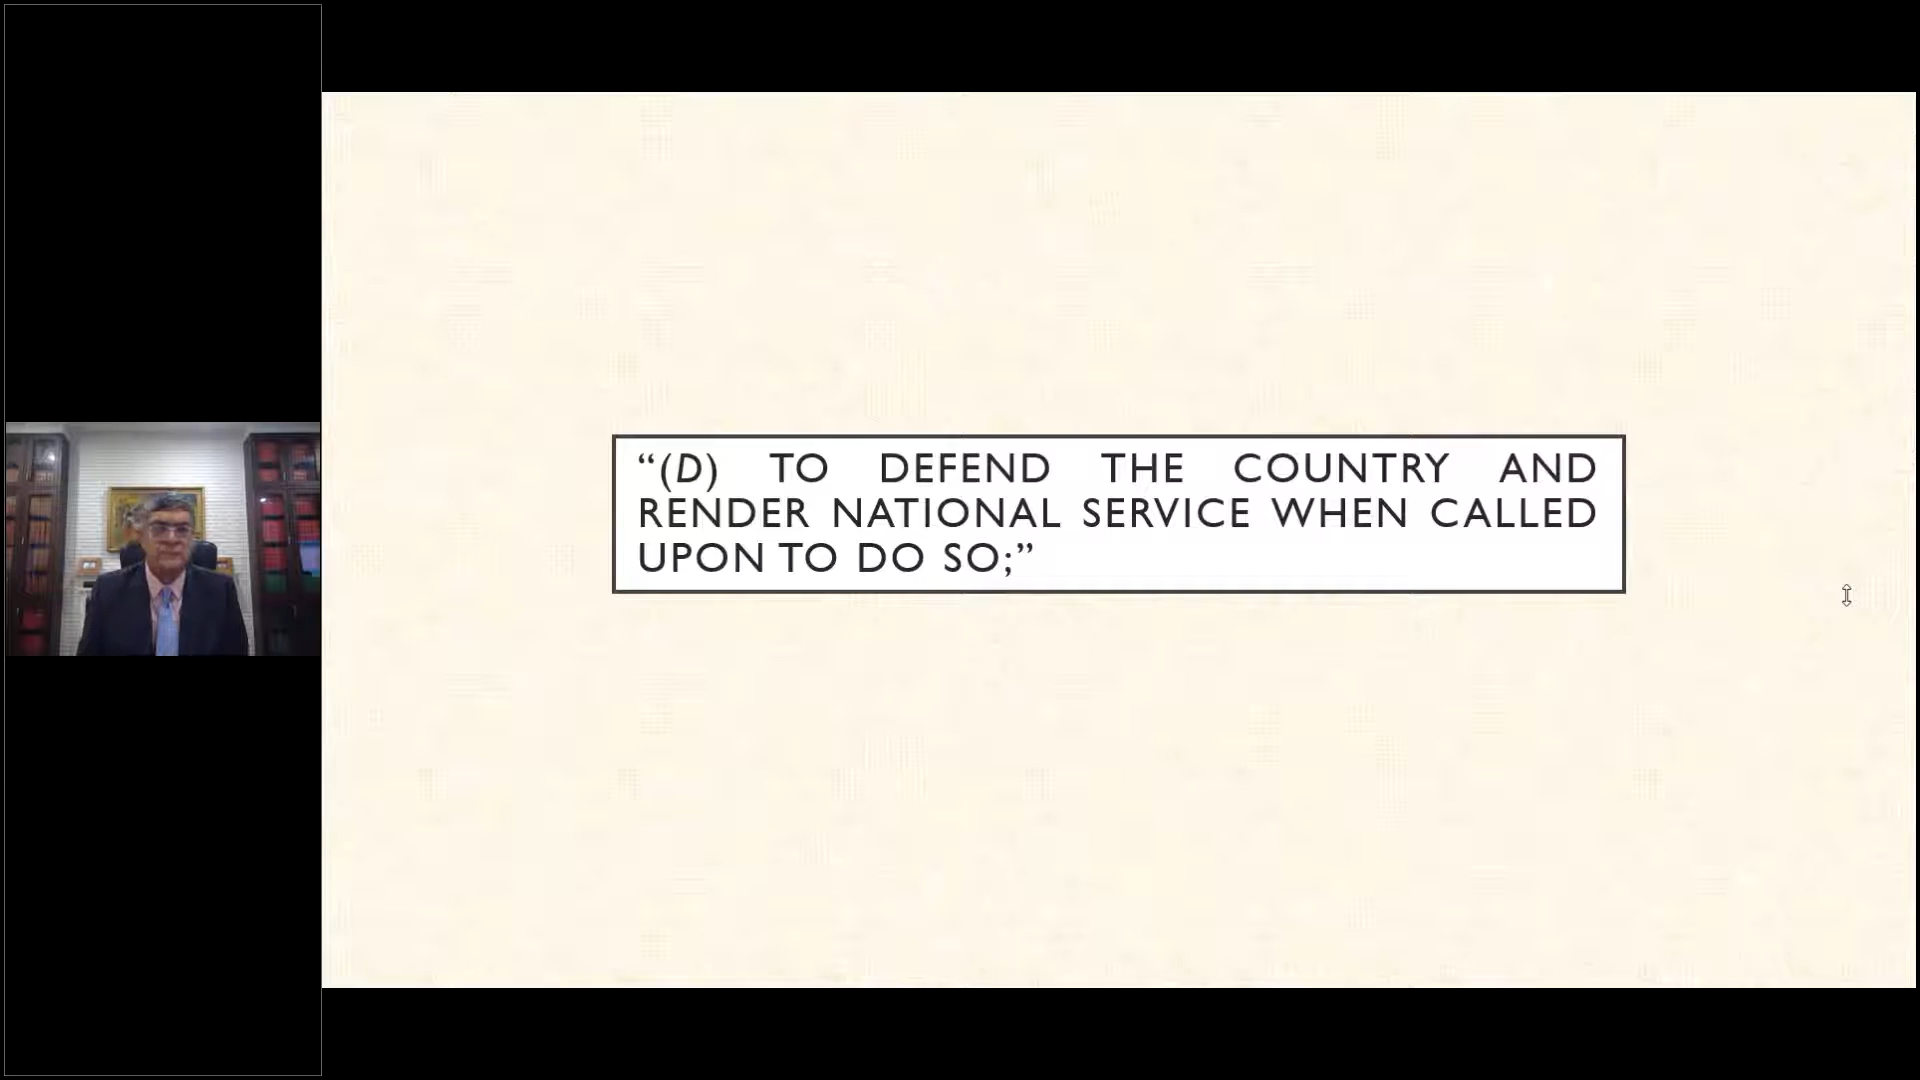 “(D) TO DEFEND THE COUNTRY AND
RENDER NATIONAL SERVICE WHEN CALLED
UPON TO DO SO;”